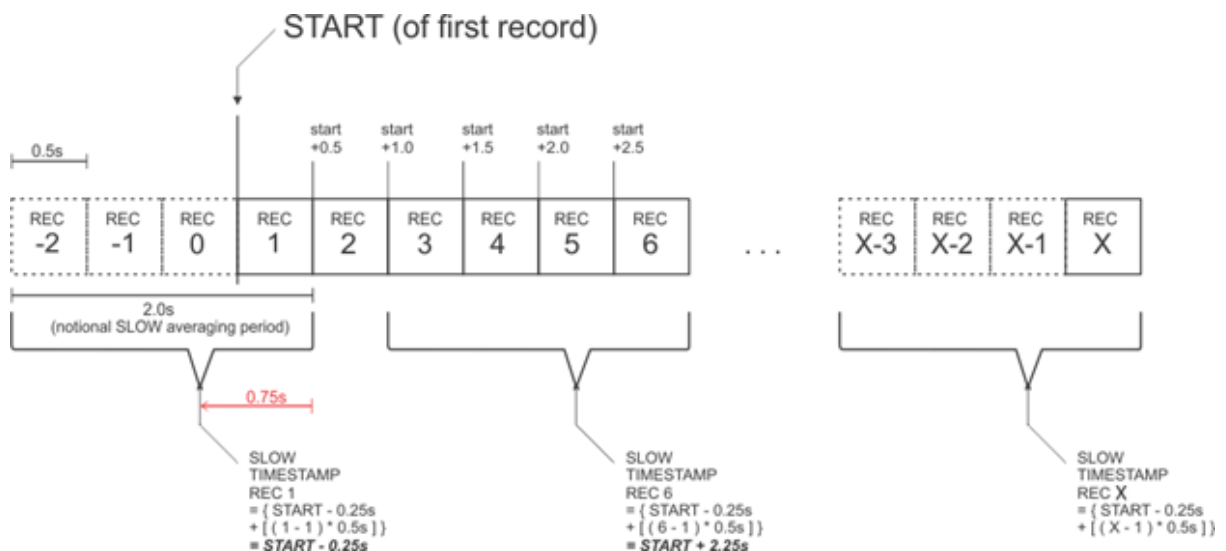 START (of first record)
start
+0.5
start
+1.0
start
+1.5
start
+2.0
start
+2.5
0.5s
REC
-2
REC
-1
REC
0
REC
1
REC
2
REC
3
REC
4
REC
5
REC
6
. . .
REC
X-3
REC
X-2
REC
X-1
REC
X
2.0s
(notional SLOW averaging period)
0.75s
SLOW
TIMESTAMP
REC 1
= { START - 0.25s
+ [ ( 1 - 1 ) * 0.5s ] }
= START - 0.25s
SLOW
TIMESTAMP
REC 6
= { START - 0.25s
+ [ ( 6 - 1 ) * 0.5s ] }
= START + 2.25s
SLOW
TIMESTAMP
REC X
= { START - 0.25s
+ [ ( X - 1 ) * 0.5s ] }